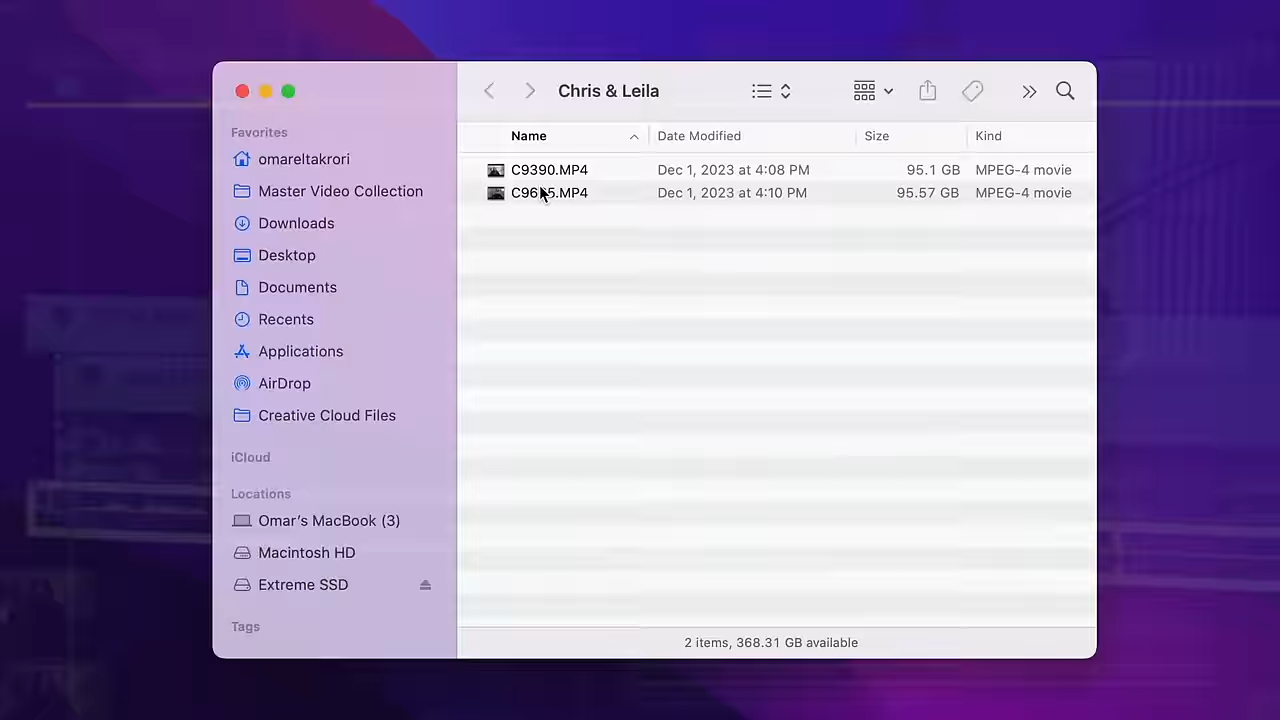 Chris & Leila
Favorites
omareltakrori
Master Video Collection
Downloads
Desktop
Documents
Recents
Applications
AirDrop
Creative Cloud Files
iCloud
Locations
Omar’s MacBook (3)
Macintosh HD
Extreme SSD
Tags
Name Date Modified Size Kind
C9390.MP4 Dec 1, 2023 at 4:08 PM 95.1 GB MPEG-4 movie
Dec 1, 2023 at 4:10 PM 95.57 GB MPEG-4 movie
2 items, 368.31 GB available